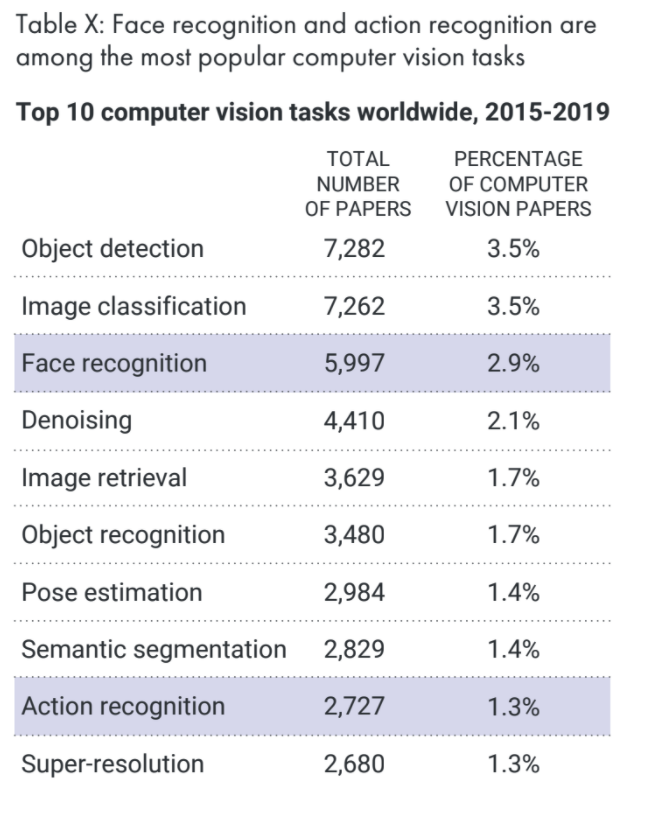 Table X: Face recognition and action recognition are
among the most popular computer vision tasks
Top 10 computer vision tasks worldwide, 2015-2019
TOTAL NUMBER OF PAPERS PERCENTAGE OF COMPUTER VISION PAPERS
Object detection 7,282 3.5%
Image classification 7,262 3.5%
Face recognition 5,997 2.9%
Denoising 4,410 2.1%
Image retrieval 3,629 1.7%
Object recognition 3,480 1.7%
Pose estimation 2,984 1.4%
Semantic segmentation 2,829 1.4%
Action recognition 2,727 1.3%
Super-resolution 2,680 1.3%